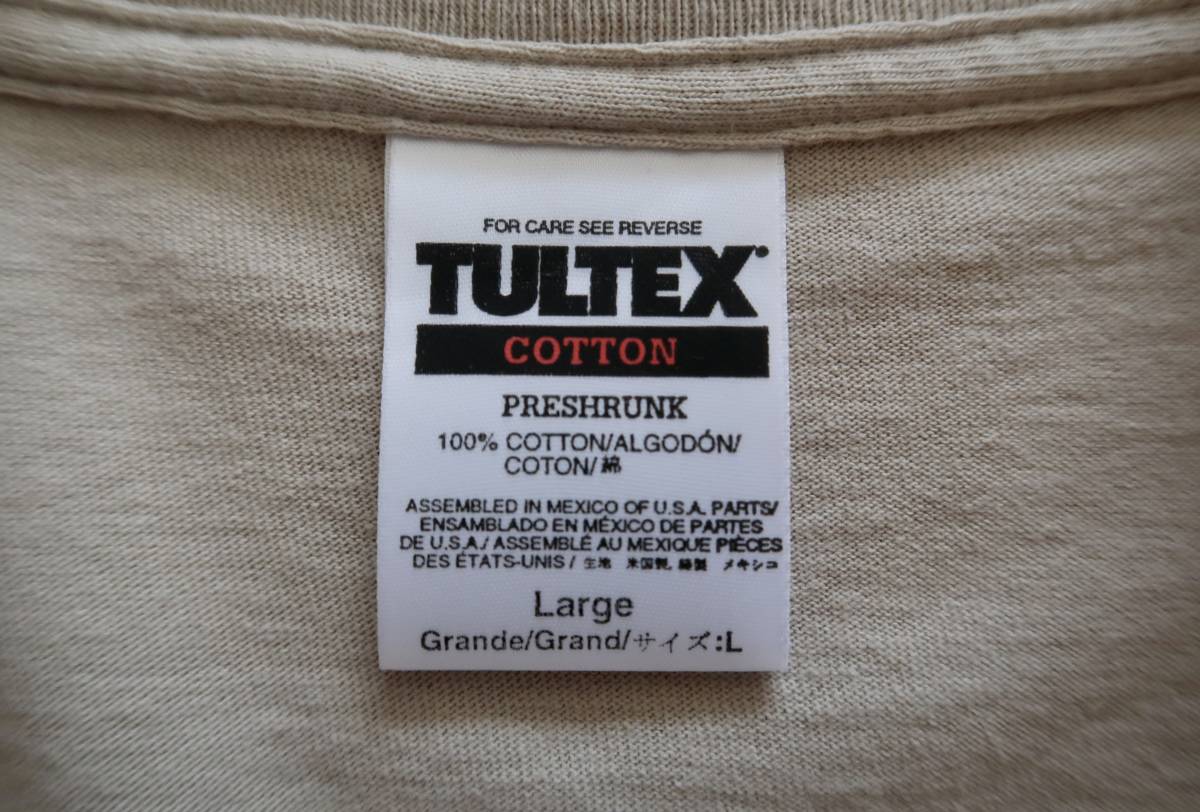 FOR CARE SEE REVERSE
TULTEX®
COTTON
PRESHRUNK
100% COTTON/ALGODÓN/
COTON/綿
ASSEMBLED IN MEXICO OF U.S.A. PARTS/
ENSAMBLADO EN MÉXICO DE PARTES
DE U.S.A./ASSEMBLÉ AU MEXIQUE PIÈCES
DES ÉTATS-UNIS/生地 米国製, 縫製 メキシコ
Large
Grande/Grand/サイズ:L